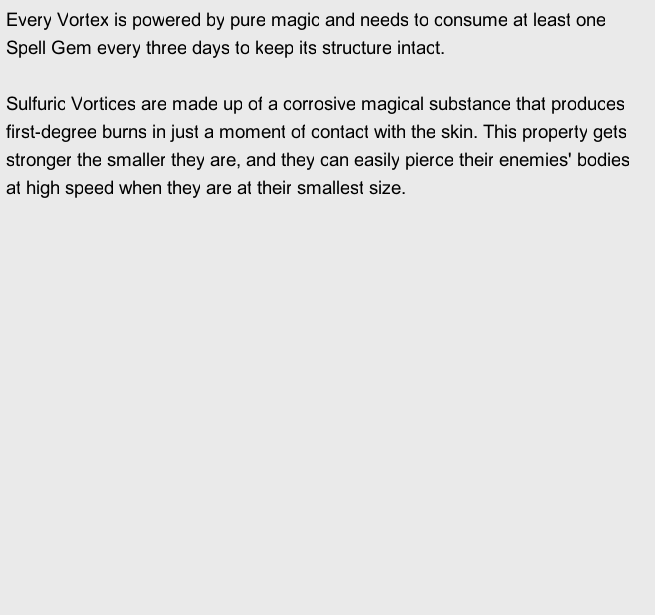 Every Vortex is powered by pure magic and needs to consume at least one
Spell Gem every three days to keep its structure intact.

Sulfuric Vortices are made up of a corrosive magical substance that produces
first-degree burns in just a moment of contact with the skin. This property gets
stronger the smaller they are, and they can easily pierce their enemies' bodies
at high speed when they are at their smallest size.